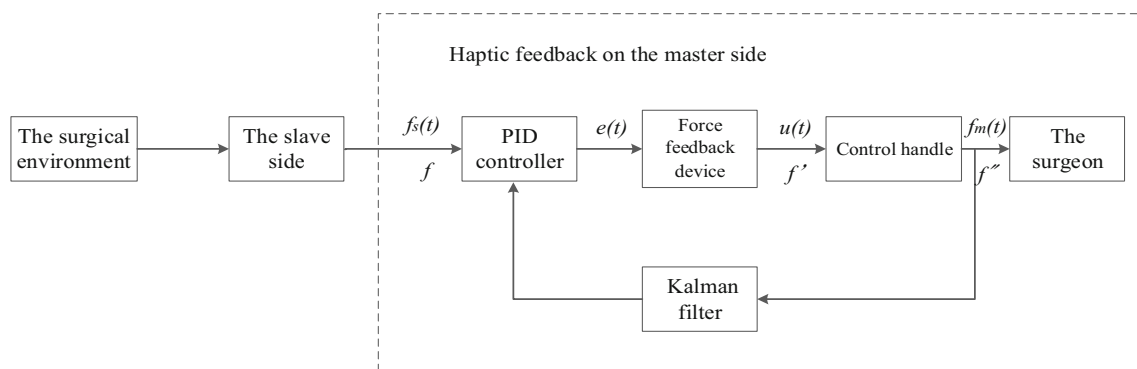 Haptic feedback on the master side
The surgical
environment
The slave
side
fs(t)
f
PID
controller
e(t)
Force
feedback
device
u(t)
f’
Control handle
fm(t)
f″
The
surgeon
Kalman
filter